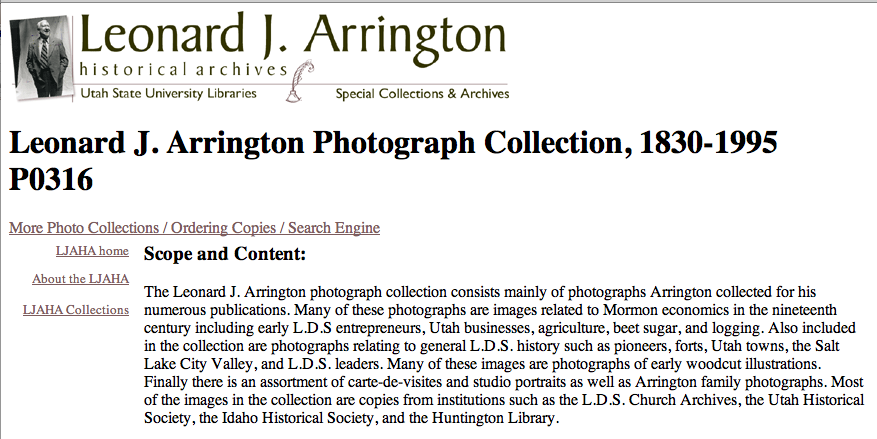 Leonard J. Arrington
historical archives
Utah State University Libraries Special Collections & Archives
Leonard J. Arrington Photograph Collection, 1830-1995
P0316
More Photo Collections / Ordering Copies / Search Engine
LJAHA home
About the LJAHA
LJAHA Collections
Scope and Content:
The Leonard J. Arrington photograph collection consists mainly of photographs Arrington collected for his
numerous publications. Many of these photographs are images related to Mormon economics in the nineteenth
century including early L.D.S entrepreneurs, Utah businesses, agriculture, beet sugar, and logging. Also included
in the collection are photographs relating to general L.D.S. history such as pioneers, forts, Utah towns, the Salt
Lake City Valley, and L.D.S. leaders. Many of these images are photographs of early woodcut illustrations.
Finally there is an assortment of carte-de-visites and studio portraits as well as Arrington family photographs. Most
of the images in the collection are copies from institutions such as the L.D.S. Church Archives, the Utah Historical
Society, the Idaho Historical Society, and the Huntington Library.